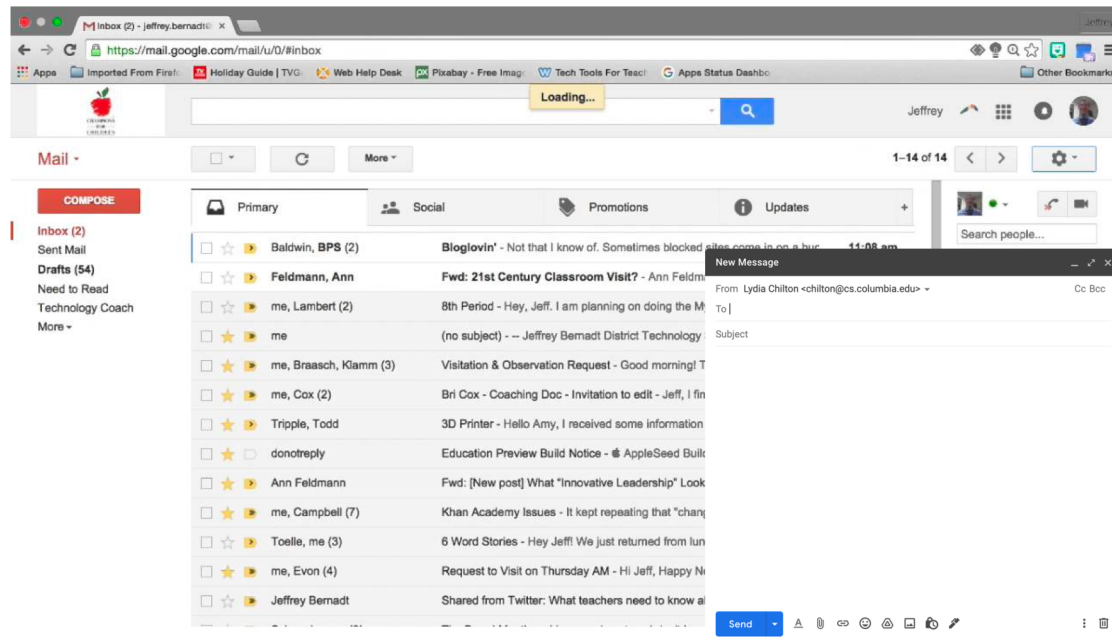 Jeffrey
Inbox (2) - jeffrey.bernadt@
https://mail.google.com/mail/u/0/#inbox
Apps Imported From Firefo Holiday Guide | TVG Web Help Desk Pixabay - Free Imag Tech Tools For Teach Apps Status Dashbo Other Bookmark
CHAMPIONS
FOR
CHILDREN
Loading...
Jeffrey
Mail
More
1–14 of 14
COMPOSE
Primary
Social
Promotions
Updates
+
Inbox (2)
Sent Mail
Drafts (54)
Need to Read
Technology Coach
More
Search people...
Baldwin, BPS (2) Bloglovin' - Not that I know of. Sometimes blocked sites come in on a bur 11:08 am
Feldmann, Ann Fwd: 21st Century Classroom Visit? - Ann Feldm
me, Lambert (2) 8th Period - Hey, Jeff. I am planning on doing the M
me (no subject) - -- Jeffrey Bernadt District Technology
me, Braasch, Klamm (3) Visitation & Observation Request - Good morning! T
me, Cox (2) Bri Cox - Coaching Doc - Invitation to edit - Jeff, I fin
Tripple, Todd 3D Printer - Hello Amy, I received some information
donotreply Education Preview Build Notice - AppleSeed Build
Ann Feldmann Fwd: [New post] What "Innovative Leadership" Look
me, Campbell (7) Khan Academy Issues - It kept repeating that "chang
Toelle, me (3) 6 Word Stories - Hey Jeff! We just returned from lun
me, Evon (4) Request to Visit on Thursday AM - Hi Jeff, Happy Ne
Jeffrey Bernadt Shared from Twitter: What teachers need to know a
New Message
From Lydia Chilton <chilton@cs.columbia.edu>
Cc Bcc
To
Subject
Send